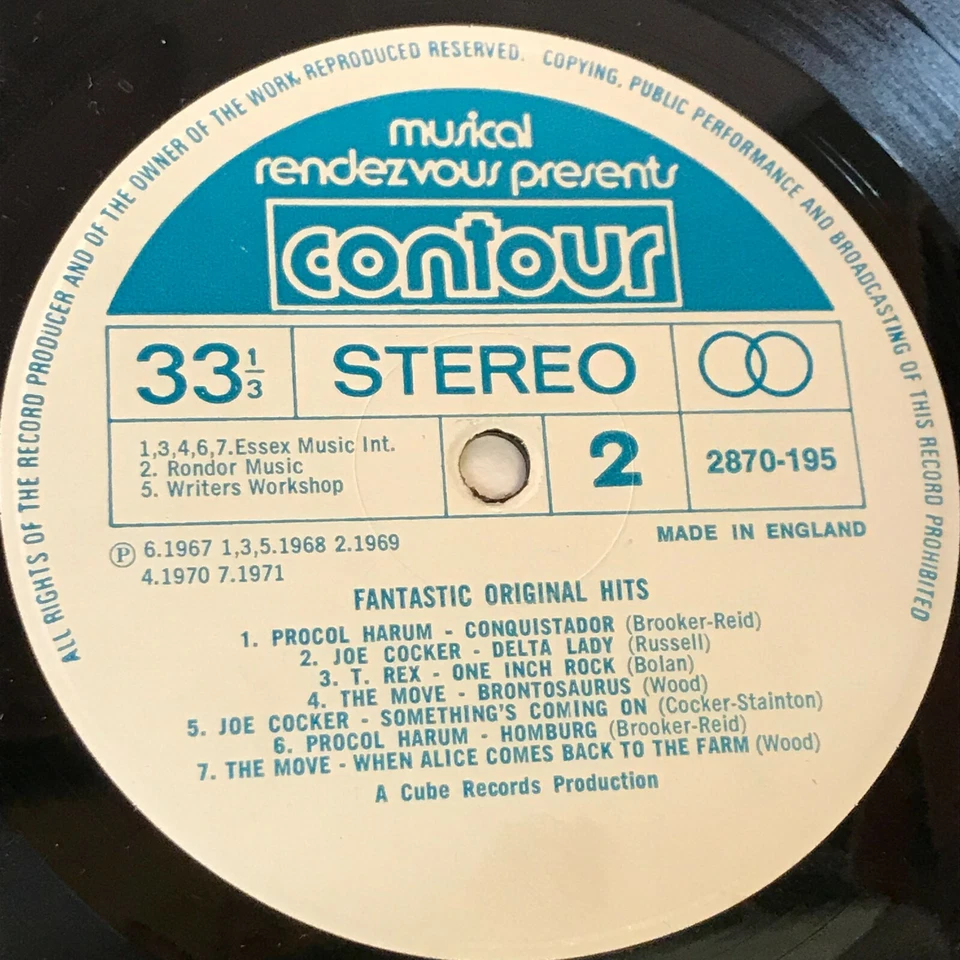 ALL RIGHTS OF THE RECORD PRODUCER AND OF THE OWNER OF THE WORK REPRODUCED RESERVED. COPYING, PUBLIC PERFORMANCE AND BROADCASTING OF THIS RECORD PROHIBITED
musical
rendezvous presents
contour
33 1/3 STEREO
1,3,4,6,7.Essex Music Int.
2. Rondor Music
5. Writers Workshop
2 2870-195
MADE IN ENGLAND
Ⓟ 6.1967 1,3,5.1968 2.1969
4.1970 7.1971
FANTASTIC ORIGINAL HITS
1. PROCOL HARUM - CONQUISTADOR (Brooker-Reid)
2. JOE COCKER - DELTA LADY (Russell)
3. T. REX - ONE INCH ROCK (Bolan)
4. THE MOVE - BRONTOSAURUS (Wood)
5. JOE COCKER - SOMETHING'S COMING ON (Cocker-Stainton)
6. PROCOL HARUM - HOMBURG (Brooker-Reid)
7. THE MOVE - WHEN ALICE COMES BACK TO THE FARM (Wood)
A Cube Records Production